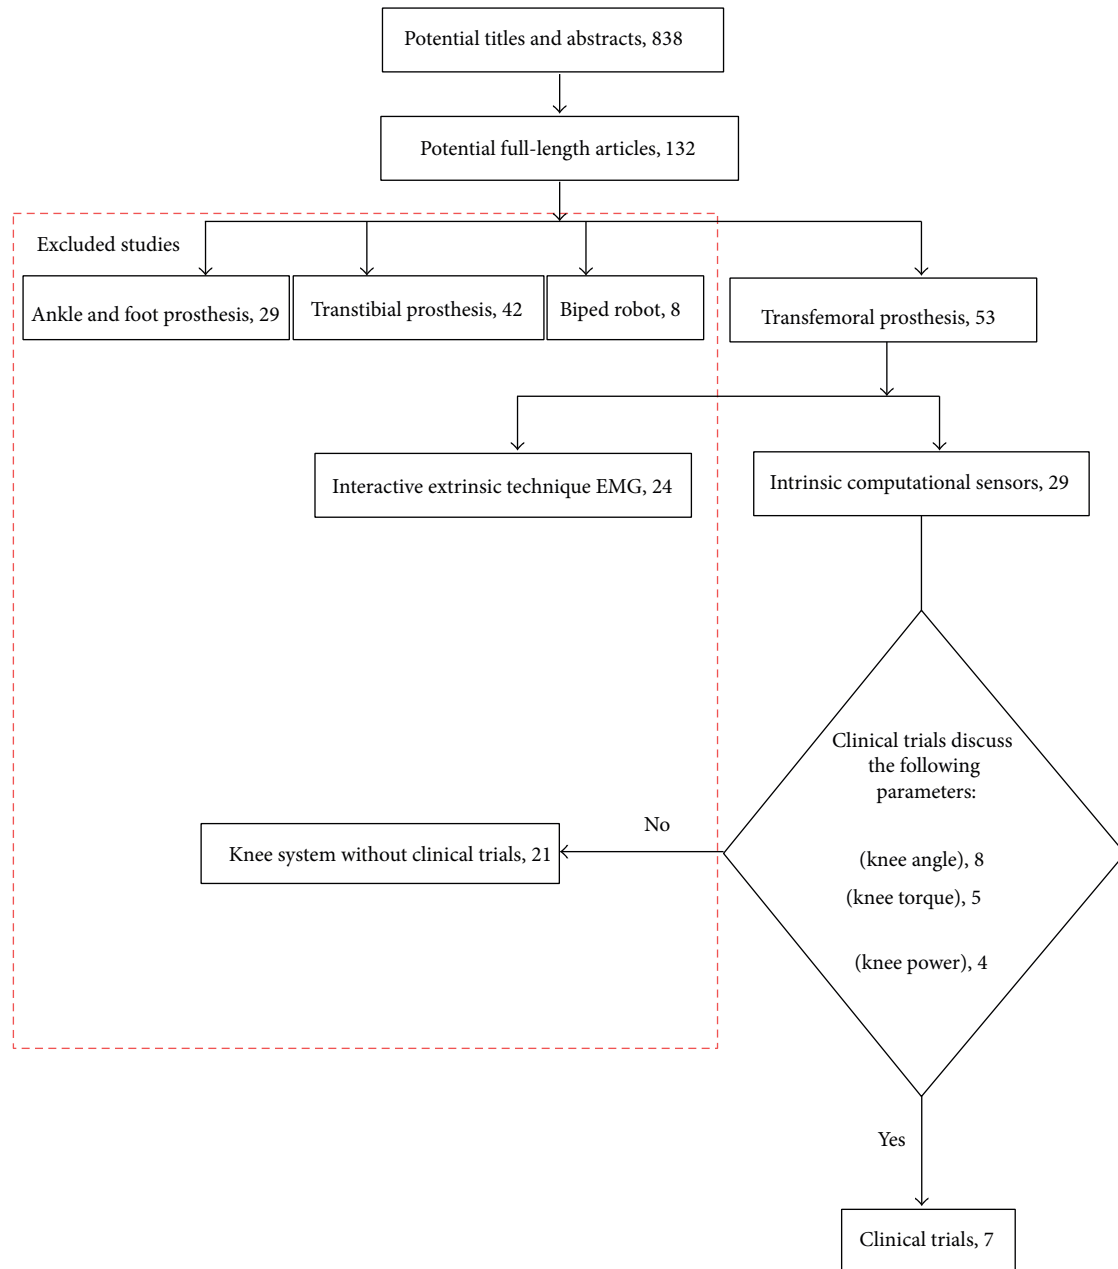 Potential titles and abstracts, 838
Potential full-length articles, 132
Excluded studies
Ankle and foot prosthesis, 29
Transtibial prosthesis, 42
Biped robot, 8
Transfemoral prosthesis, 53
Interactive extrinsic technique EMG, 24
Intrinsic computational sensors, 29
Clinical trials discuss
the following
parameters:
(knee angle), 8
(knee torque), 5
(knee power), 4
No
Knee system without clinical trials, 21
Yes
Clinical trials, 7